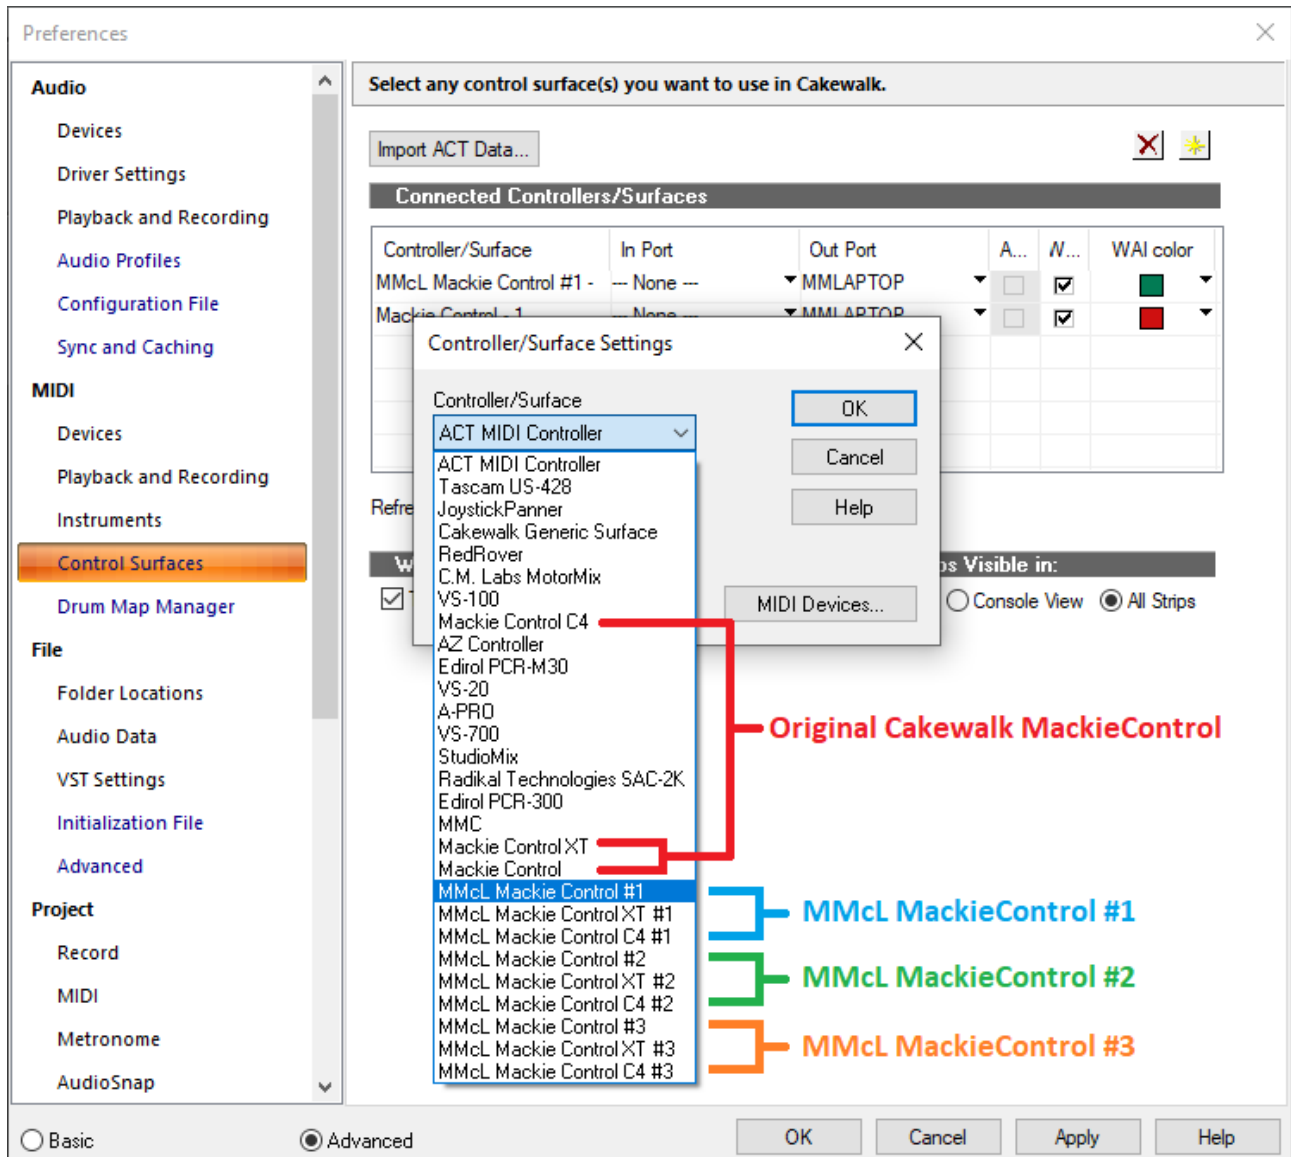 Preferences
Audio
Devices
Driver Settings
Playback and Recording
Audio Profiles
Configuration File
Sync and Caching
MIDI
Devices
Playback and Recording
Instruments
Control Surfaces
Drum Map Manager
File
Folder Locations
Audio Data
VST Settings
Initialization File
Advanced
Project
Record
MIDI
Metronome
AudioSnap
Basic
Advanced
Select any control surface(s) you want to use in Cakewalk.
Import ACT Data...
Connected Controllers/Surfaces
Controller/Surface In Port Out Port A... W... WAI color
MMcL Mackie Control #1 - --- None --- MMLAPTOP
Mackie Control - 1 --- None --- MMLAPTOP
Refre
W
ps Visible in:
Console View All Strips
Controller/Surface Settings
Controller/Surface
ACT MIDI Controller
OK
Cancel
Help
MIDI Devices...
ACT MIDI Controller
Tascam US-428
JoystickPanner
Cakewalk Generic Surface
RedRover
C.M. Labs MotorMix
VS-100
Mackie Control C4
AZ Controller
Edirol PCR-M30
VS-20
A-PRO
VS-700
StudioMix
Radikal Technologies SAC-2K
Edirol PCR-300
MMC
Mackie Control XT
Mackie Control
MMcL Mackie Control #1
MMcL Mackie Control XT #1
MMcL Mackie Control C4 #1
MMcL Mackie Control #2
MMcL Mackie Control XT #2
MMcL Mackie Control C4 #2
MMcL Mackie Control #3
MMcL Mackie Control XT #3
MMcL Mackie Control C4 #3
Original Cakewalk MackieControl
MMcL MackieControl #1
MMcL MackieControl #2
MMcL MackieControl #3
OK
Cancel
Apply
Help